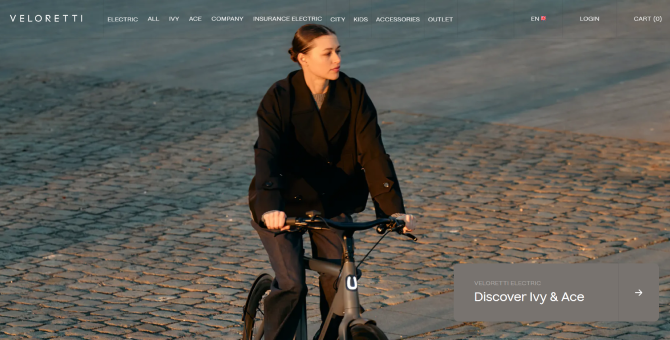 VELORETTI
ELECTRIC ALL IVY ACE COMPANY INSURANCE ELECTRIC CITY KIDS ACCESSORIES OUTLET
EN
LOGIN
CART (0)
VELORETTI ELECTRIC
Discover Ivy & Ace